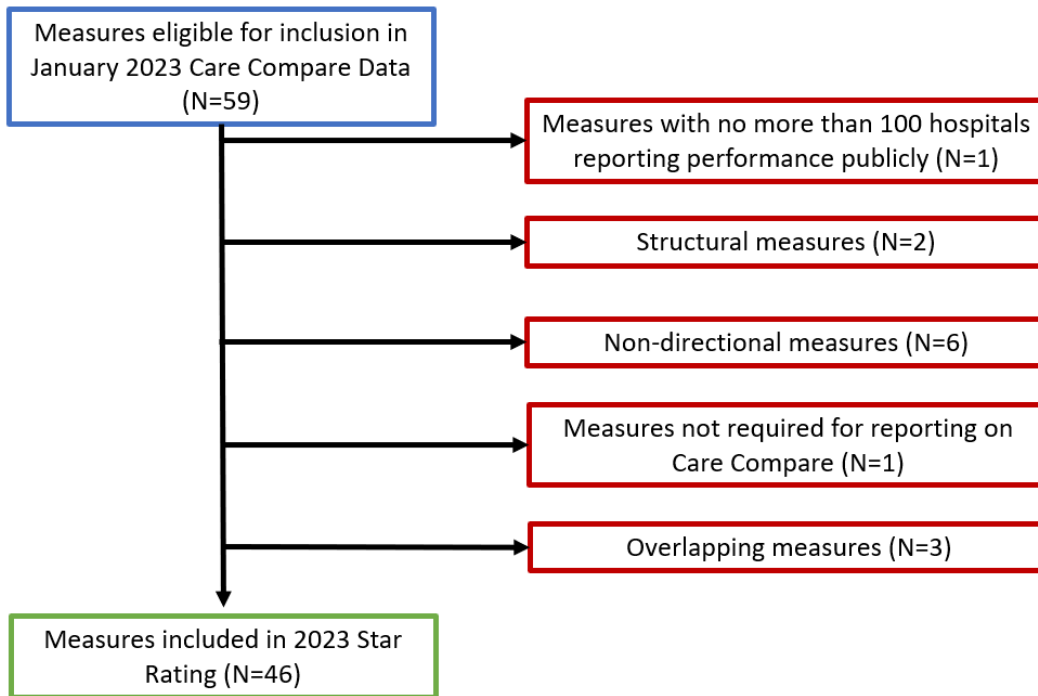 Measures eligible for inclusion in
January 2023 Care Compare Data
(N=59)
Measures with no more than 100 hospitals
reporting performance publicly (N=1)
Structural measures (N=2)
Non-directional measures (N=6)
Measures not required for reporting on
Care Compare (N=1)
Overlapping measures (N=3)
Measures included in 2023 Star
Rating (N=46)